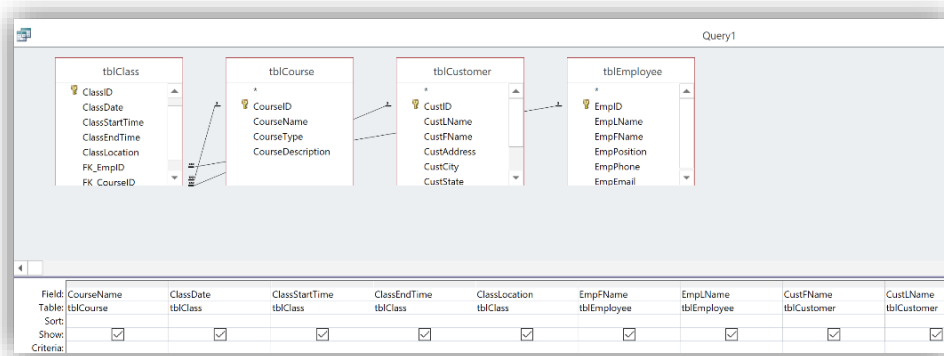 Query1
tblClass
ClassID
ClassDate
ClassStartTime
ClassEndTime
ClassLocation
FK_EmpID
FK_CourseID
tblCourse
*
CourseID
CourseName
CourseType
CourseDescription
tblCustomer
*
CustID
CustLName
CustFName
CustAddress
CustCity
CustState
tblEmployee
*
EmpID
EmpLName
EmpFName
EmpPosition
EmpPhone
EmpEmail
Field: CourseName ClassDate ClassStartTime ClassEndTime ClassLocation EmpFName EmpLName CustFName CustLName
Table: tblCourse tblClass tblClass tblClass tblClass tblEmployee tblEmployee tblCustomer tblCustomer
Sort:
Show:
Criteria: